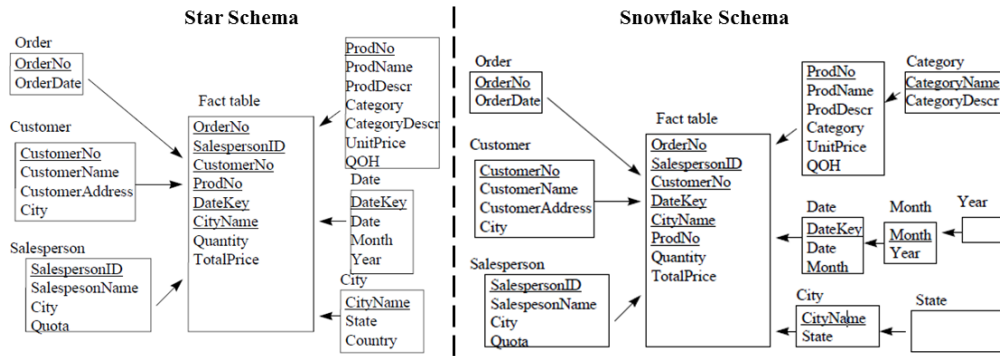 Star Schema
Order
OrderNo
OrderDate
Customer
CustomerNo
CustomerName
CustomerAddress
City
Salesperson
SalespersonID
SalespesonName
City
Quota
Fact table
OrderNo
SalespersonID
CustomerNo
ProdNo
DateKey
CityName
Quantity
TotalPrice
ProdNo
ProdName
ProdDescr
Category
CategoryDescr
UnitPrice
QOH
Date
DateKey
Date
Month
Year
City
CityName
State
Country
Snowflake Schema
Order
OrderNo
OrderDate
Customer
CustomerNo
CustomerName
CustomerAddress
City
Salesperson
SalespersonID
SalespesonName
City
Quota
Fact table
OrderNo
SalespersonID
CustomerNo
DateKey
CityName
ProdNo
Quantity
TotalPrice
ProdNo
ProdName
ProdDescr
Category
UnitPrice
QOH
Category
CategoryName
CategoryDescr
Date
DateKey
Date
Month
Month
Month
Year
Year
City
CityName
State
State